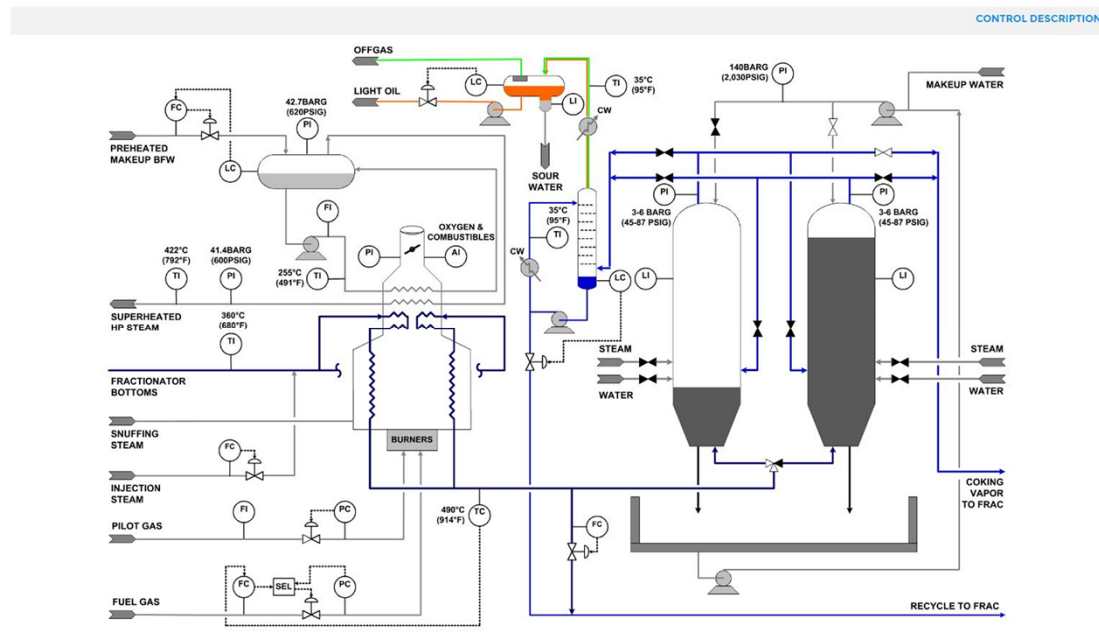 CONTROL DESCRIPTION
OFFGAS
LC
LIGHT OIL
LI
SOUR
WATER
TI
35°C
(95°F)
CW
140BARG
(2,030PSIG)
PI
MAKEUP WATER
FC
42.7BARG
(620PSIG)
PI
PREHEATED
MAKEUP BFW
LC
FI
OXYGEN &
COMBUSTIBLES
PI
AI
255°C
(491°F)
TI
422°C
(792°F)
TI
41.4BARG
(600PSIG)
PI
SUPERHEATED
HP STEAM
360°C
(680°F)
TI
35°C
(95°F)
TI
CW
LC
PI
3-6 BARG
(45-87 PSIG)
PI
3-6 BARG
(45-87 PSIG)
LI
LI
STEAM
WATER
STEAM
WATER
FRACTIONATOR
BOTTOMS
SNUFFING
STEAM
BURNERS
FC
INJECTION
STEAM
COKING
VAPOR
TO FRAC
490°C
(914°F)
TC
FC
FI
PC
PILOT GAS
FC
SEL
PC
FUEL GAS
RECYCLE TO FRAC